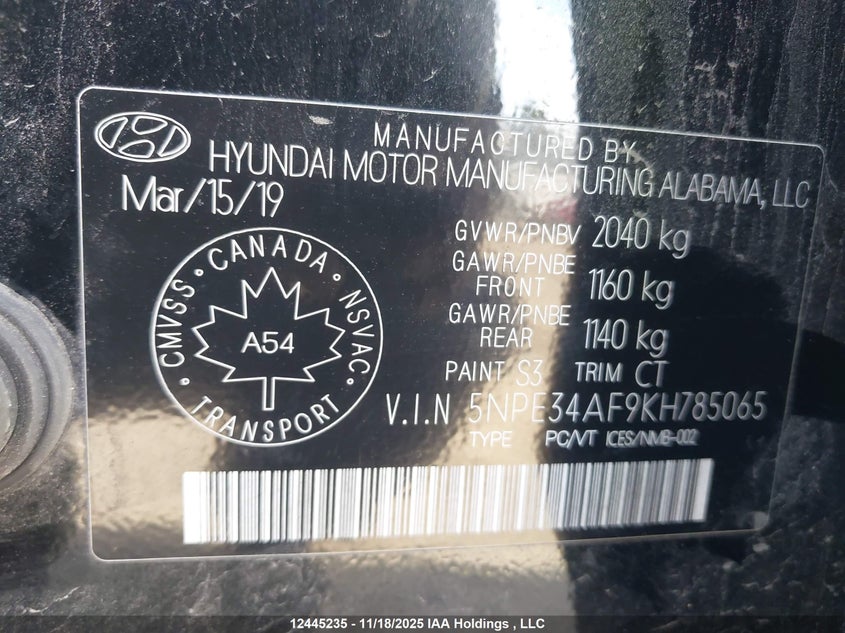 MANUFACTURED BY
HYUNDAI MOTOR MANUFACTURING ALABAMA, LLC
Mar/15/19
GVWR/PNBV 2040 kg
GAWR/PNBE
FRONT 1160 kg
GAWR/PNBE
REAR 1140 kg
CMVSS · CANADA · NSVAC · TRANSPORT ·
A54
PAINT S3 TRIM CT
V.I.N 5NPE34AF9KH785065
TYPE PC/VT ICES/NMB-002
12445235 - 11/18/2025 IAA Holdings , LLC